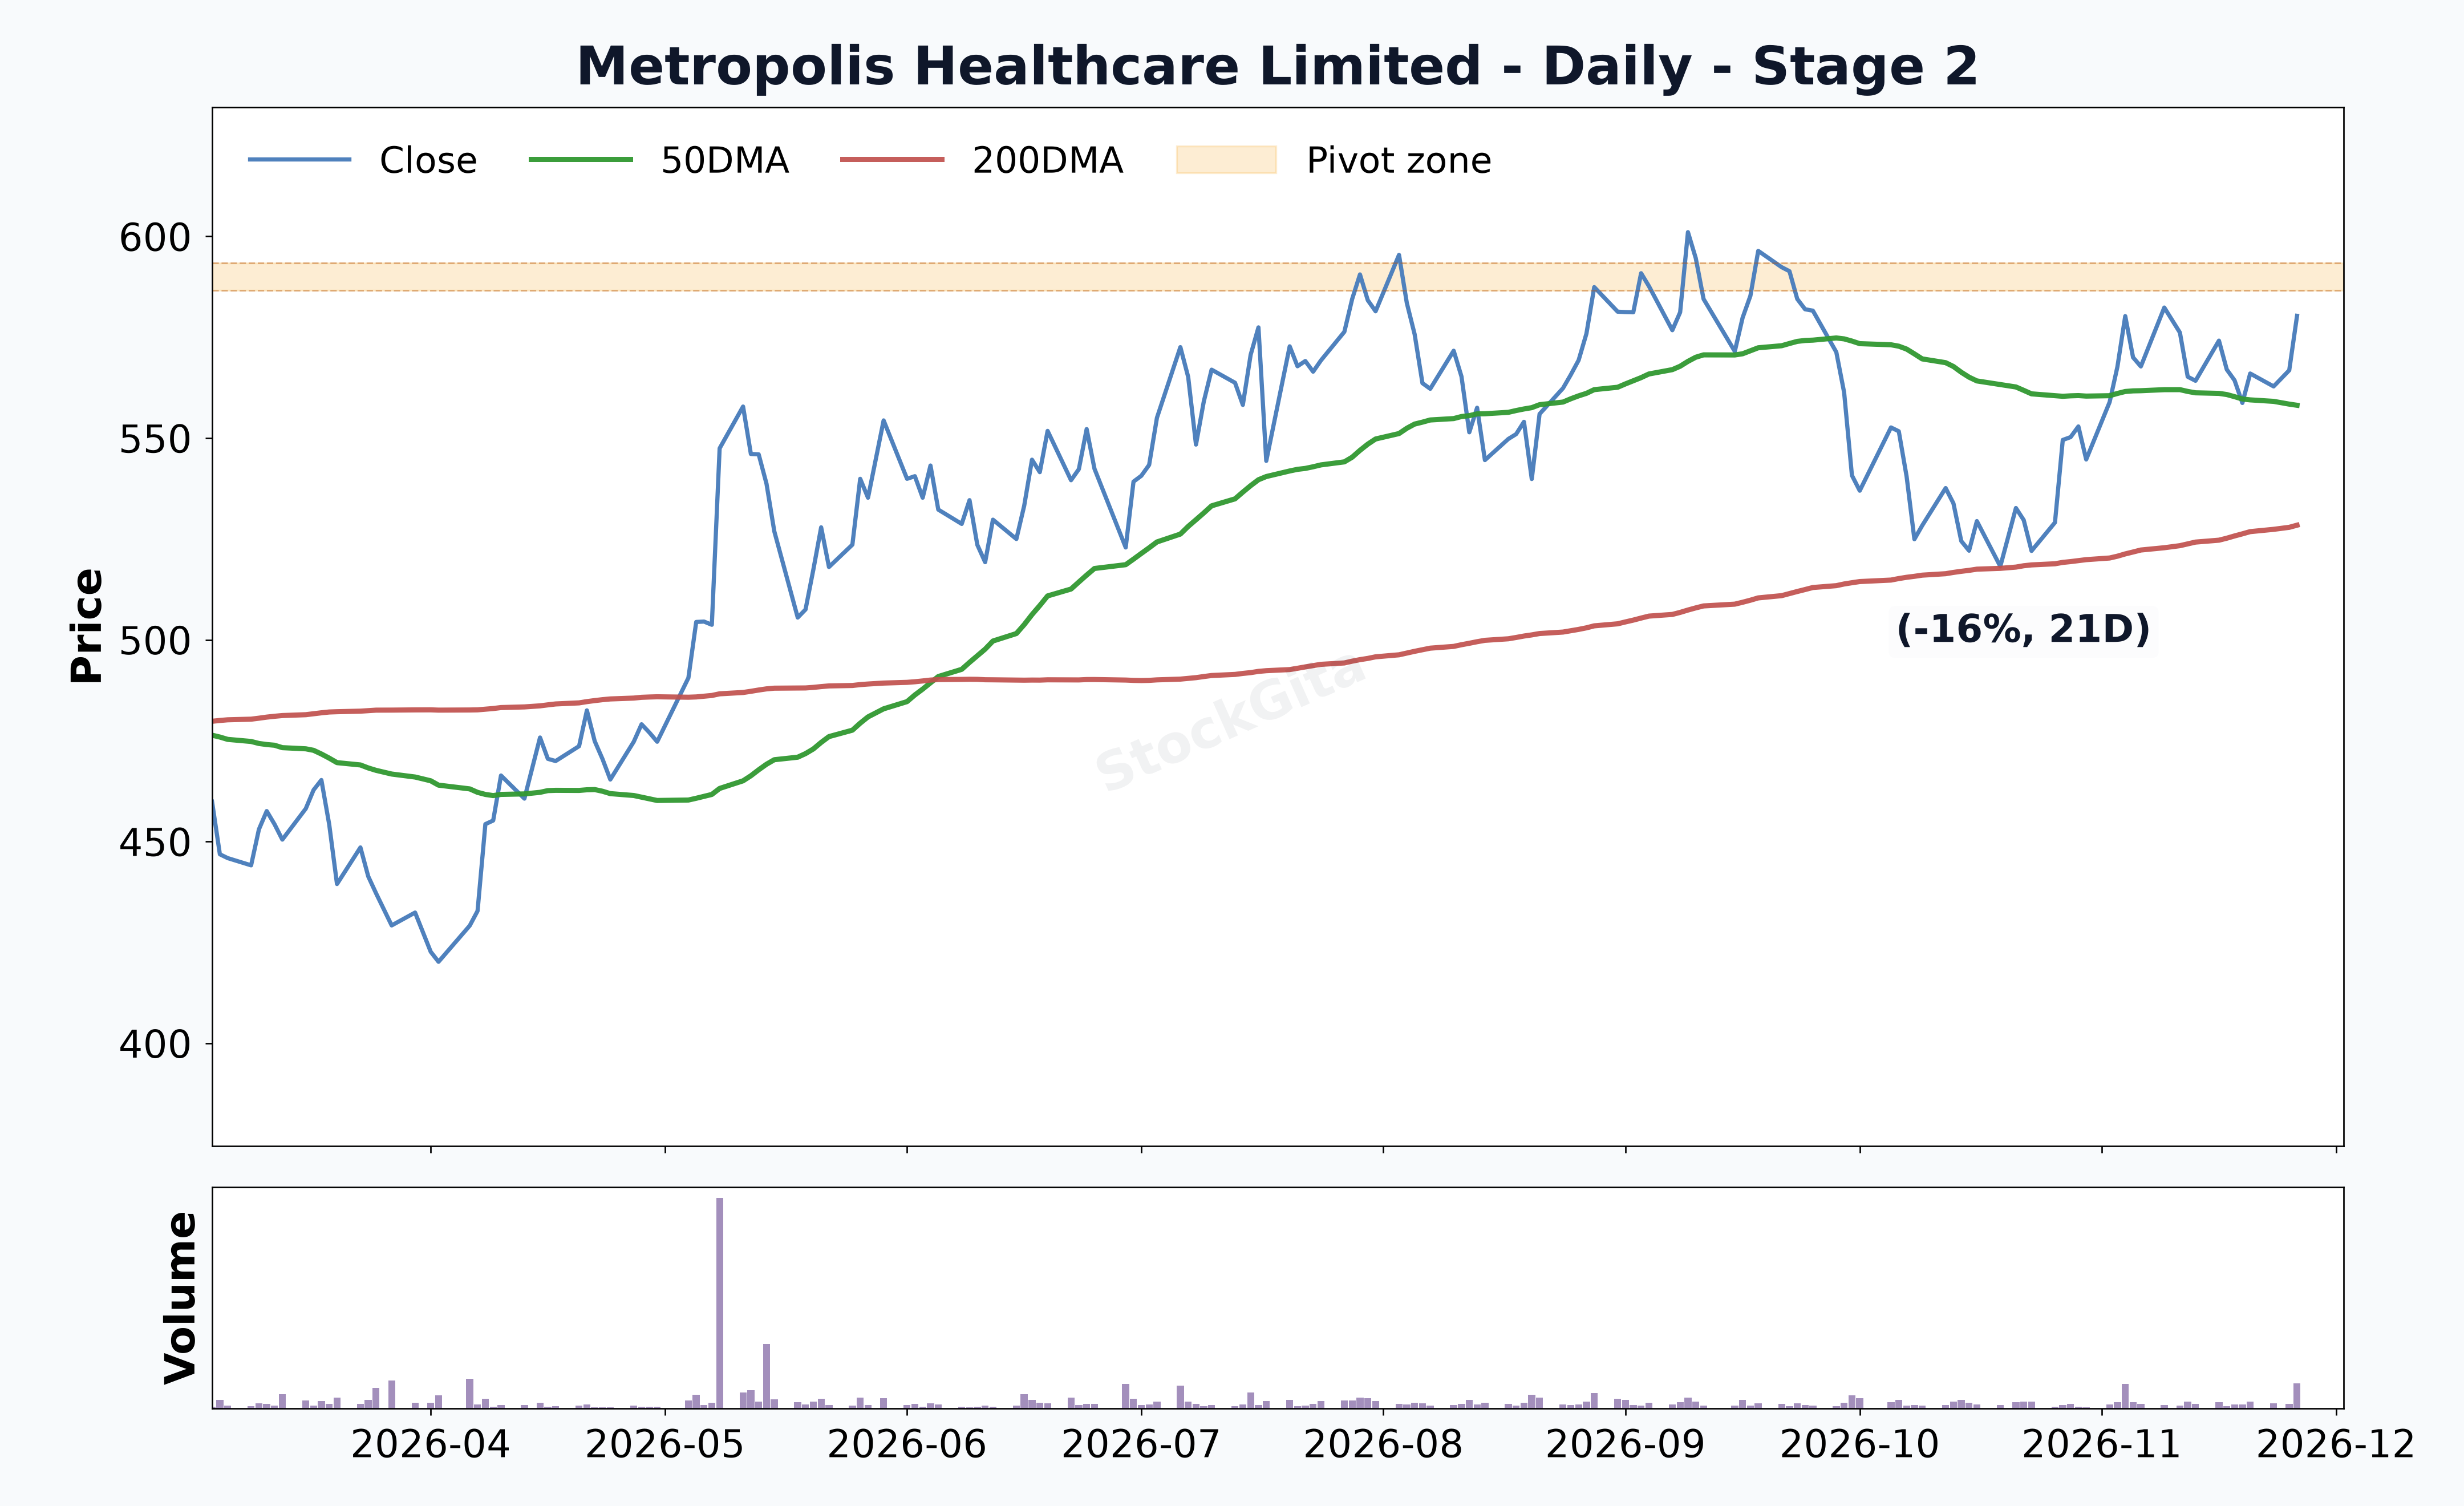 Metropolis Healthcare Limited - Daily - Stage 2
Close 50DMA 200DMA Pivot zone
600
550
500
450
400
Price
(-16%, 21D)
StockGita
Volume
2026-04 2026-05 2026-06 2026-07 2026-08 2026-09 2026-10 2026-11 2026-12